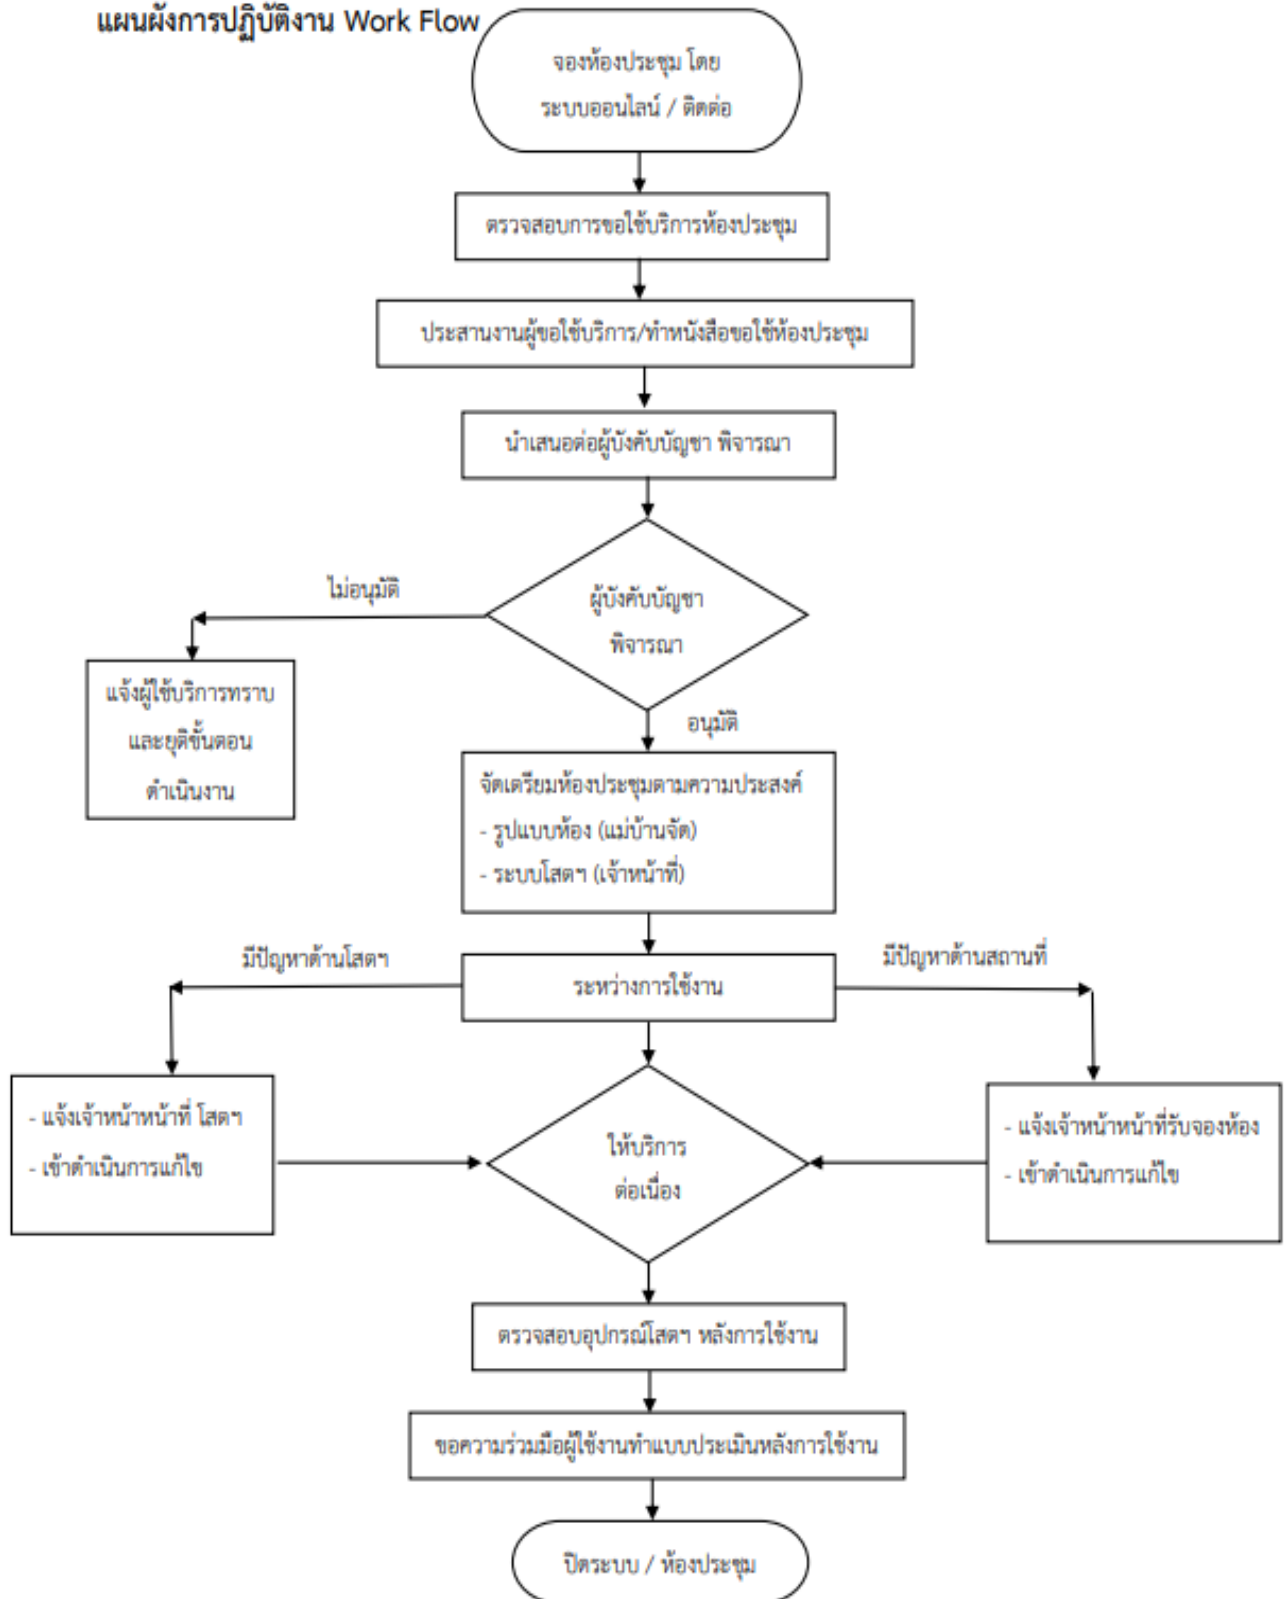 แผนผังการปฏิบัติงาน Work Flow
จองห้องประชุม โดย
ระบบออนไลน์ / ติดต่อ
ตรวจสอบการขอใช้บริการห้องประชุม
ประสานงานผู้ขอใช้บริการ/ทำหนังสือขอใช้ห้องประชุม
นำเสนอต่อผู้บังคับบัญชา พิจารณา
ไม่อนุมัติ
ผู้บังคับบัญชา
พิจารณา
แจ้งผู้ใช้บริการทราบ
และยุติขั้นตอน
ดำเนินงาน
อนุมัติ
จัดเตรียมห้องประชุมตามความประสงค์
- รูปแบบห้อง (แม่บ้านจัด)
- ระบบโสตฯ (เจ้าหน้าที่)
มีปัญหาด้านโสตฯ
ระหว่างการใช้งาน
มีปัญหาด้านสถานที่
- แจ้งเจ้าหน้าหน้าที่ โสตฯ
- เข้าดำเนินการแก้ไข
ให้บริการ
ต่อเนื่อง
- แจ้งเจ้าหน้าหน้าที่รับจองห้อง
- เข้าดำเนินการแก้ไข
ตรวจสอบอุปกรณ์โสตฯ หลังการใช้งาน
ขอความร่วมมือผู้ใช้งานทำแบบประเมินหลังการใช้งาน
ปิดระบบ / ห้องประชุม